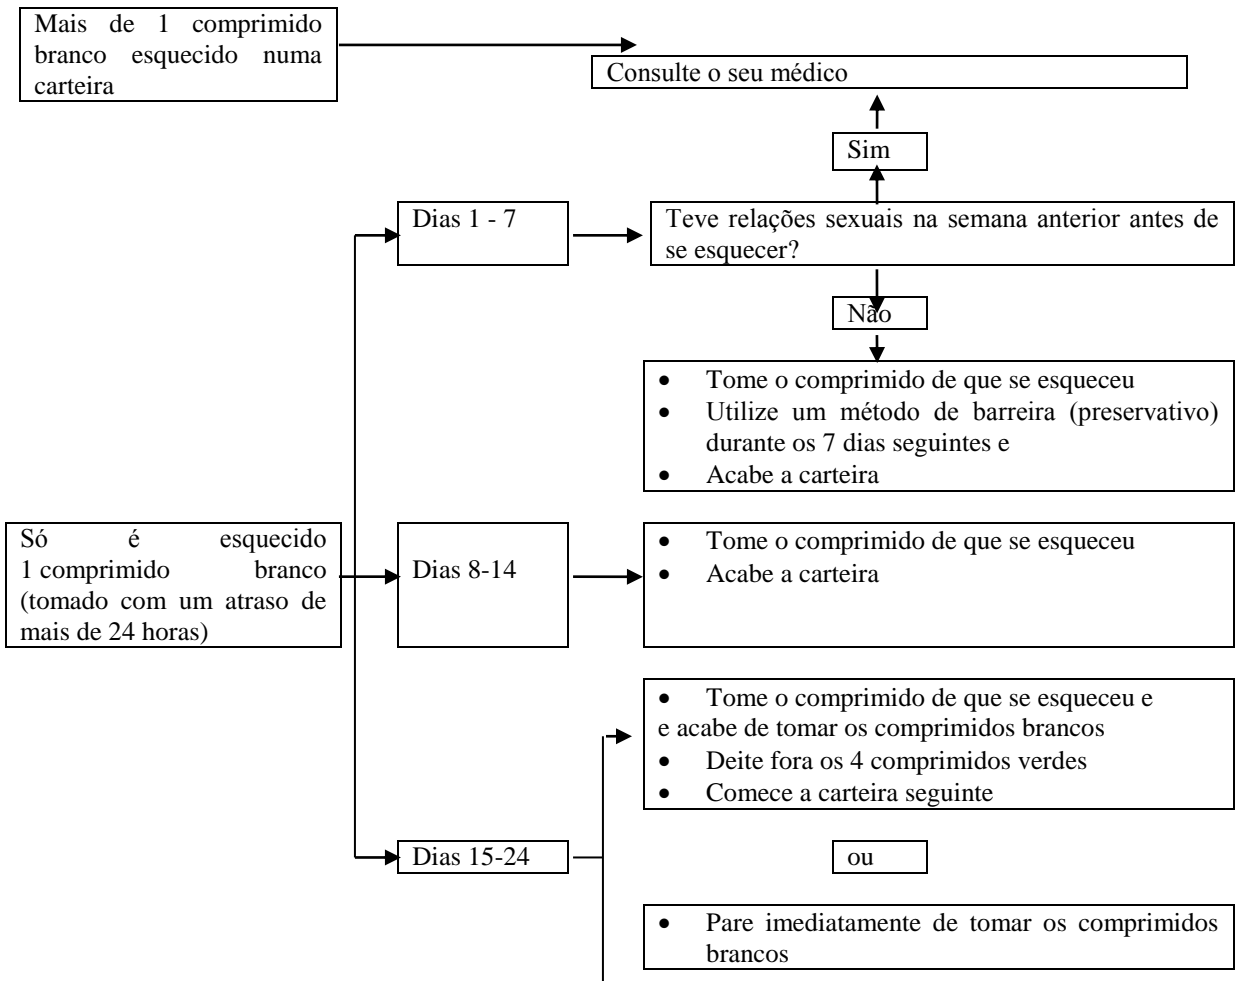 Mais de 1 comprimido
branco esquecido numa
carteira
Consulte o seu médico
Sim
Dias 1 - 7
Teve relações sexuais na semana anterior antes de
se esquecer?
Não
• Tome o comprimido de que se esqueceu
• Utilize um método de barreira (preservativo)
durante os 7 dias seguintes e
• Acabe a carteira
Só é esquecido
1 comprimido branco
(tomado com um atraso de
mais de 24 horas)
Dias 8-14
• Tome o comprimido de que se esqueceu
• Acabe a carteira
• Tome o comprimido de que se esqueceu e
e acabe de tomar os comprimidos brancos
• Deite fora os 4 comprimidos verdes
• Comece a carteira seguinte
Dias 15-24
ou
• Pare imediatamente de tomar os comprimidos
brancos